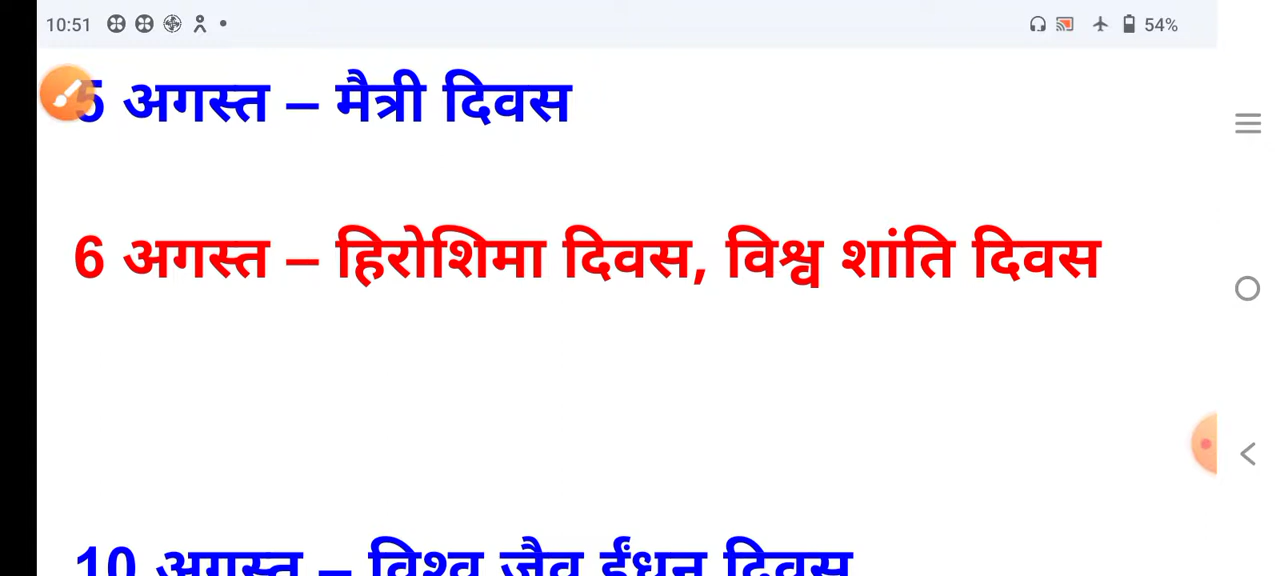 10:51 54%
5 अगस्त – मैत्री दिवस
6 अगस्त – हिरोशिमा दिवस, विश्व शांति दिवस
10 अगस्त – विश्व जैव ईंधन दिवस